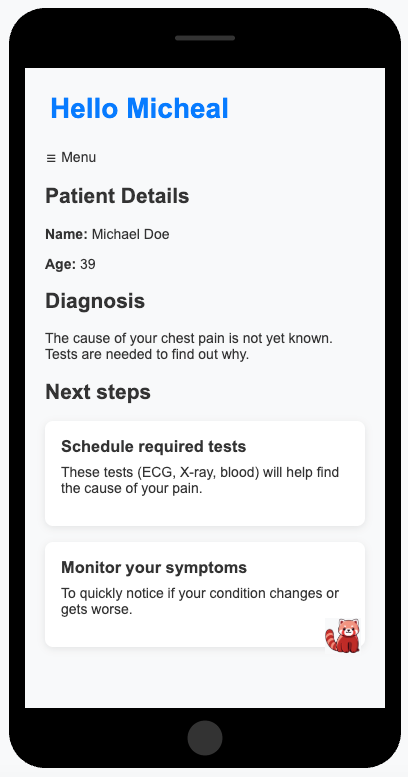 Hello Micheal
☰ Menu
Patient Details
Name: Michael Doe
Age: 39
Diagnosis
The cause of your chest pain is not yet known.
Tests are needed to find out why.
Next steps
Schedule required tests
These tests (ECG, X-ray, blood) will help find
the cause of your pain.
Monitor your symptoms
To quickly notice if your condition changes or
gets worse.